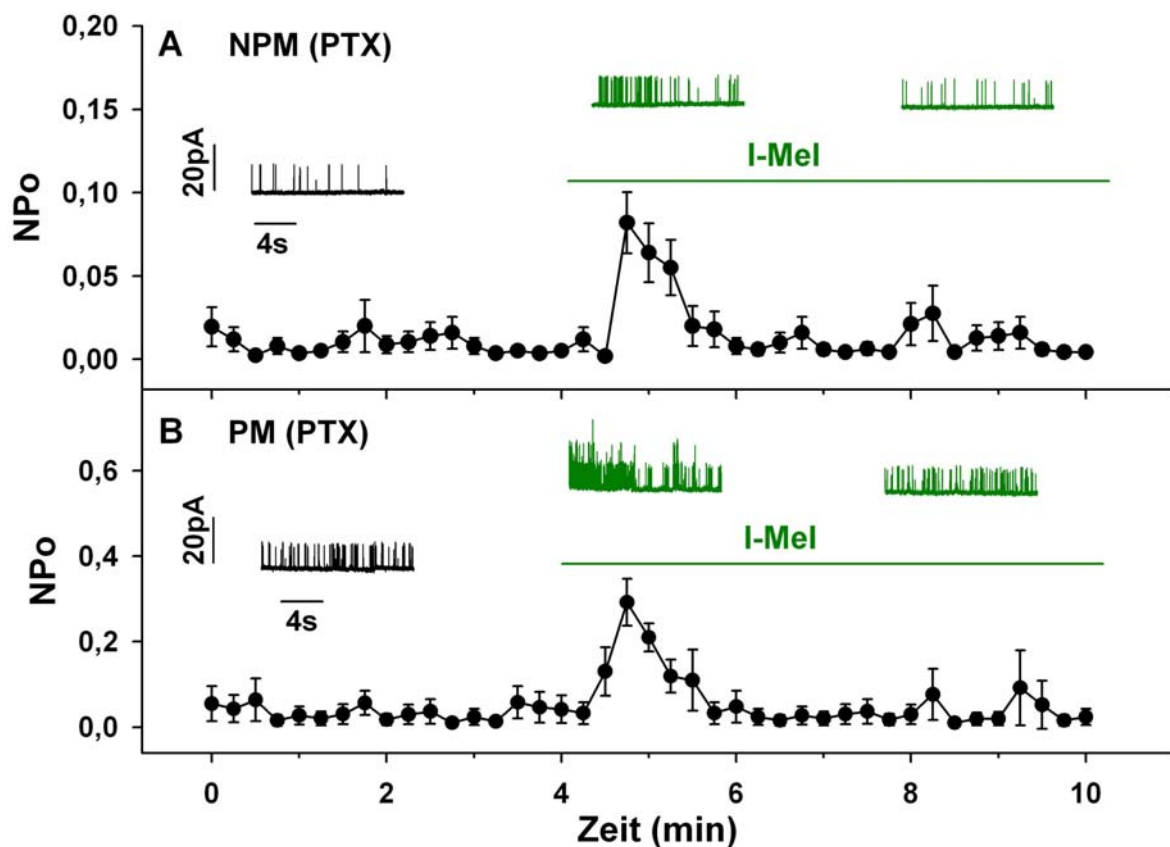 A NPM (PTX)
0,20
0,15
0,10
0,05
0,00
NPo
20pA
4s
I-Mel
B PM (PTX)
0,6
0,4
0,2
0,0
NPo
20pA
4s
I-Mel
0 2 4 6 8 10
Zeit (min)